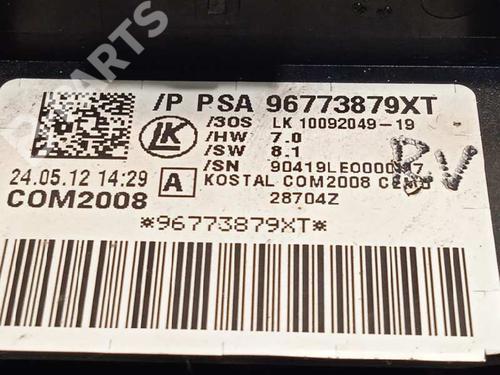 /P PSA 96773879XT
/3OS LK 10092049-19
/HW 7.0
/SW 8.1
/SN
LK
24.05.12 14:29 A KOSTAL COM2008
COM2008 28704Z
*96773879XT*
PARTS